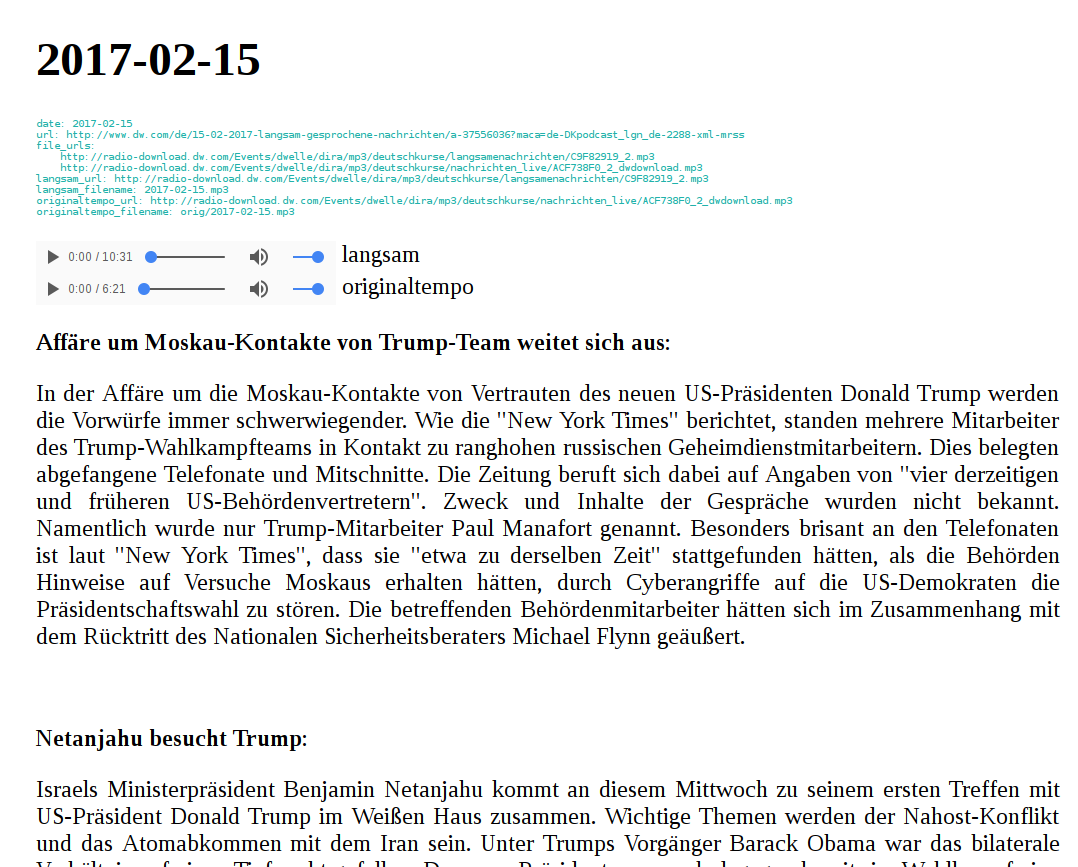 2017-02-15
date: 2017-02-15
url: http://www.dw.com/de/15-02-2017-langsam-gesprochene-nachrichten/a-37556036?maca=de-DKpodcast_lgn_de-2288-xml-mrss
file_urls:
http://radio-download.dw.com/Events/dwelle/dira/mp3/deutschkurse/langsamenachrichten/C9F82919_2.mp3
http://radio-download.dw.com/Events/dwelle/dira/mp3/deutschkurse/nachrichten_live/ACF738F0_2_dwdownload.mp3
langsam_url: http://radio-download.dw.com/Events/dwelle/dira/mp3/deutschkurse/langsamenachrichten/C9F82919_2.mp3
langsam_filename: 2017-02-15.mp3
originaltempo_url: http://radio-download.dw.com/Events/dwelle/dira/mp3/deutschkurse/nachrichten_live/ACF738F0_2_dwdownload.mp3
originaltempo_filename: orig/2017-02-15.mp3
0:00 / 10:31 langsam
0:00 / 6:21 originaltempo
Affäre um Moskau-Kontakte von Trump-Team weitet sich aus:
In der Affäre um die Moskau-Kontakte von Vertrauten des neuen US-Präsidenten Donald Trump werden
die Vorwürfe immer schwerwiegender. Wie die "New York Times" berichtet, standen mehrere Mitarbeiter
des Trump-Wahlkampfteams in Kontakt zu ranghohen russischen Geheimdienstmitarbeitern. Dies belegten
abgefangene Telefonate und Mitschnitte. Die Zeitung beruft sich dabei auf Angaben von "vier derzeitigen
und früheren US-Behördenvertretern". Zweck und Inhalte der Gespräche wurden nicht bekannt.
Namentlich wurde nur Trump-Mitarbeiter Paul Manafort genannt. Besonders brisant an den Telefonaten
ist laut "New York Times", dass sie "etwa zu derselben Zeit" stattgefunden hätten, als die Behörden
Hinweise auf Versuche Moskaus erhalten hätten, durch Cyberangriffe auf die US-Demokraten die
Präsidentschaftswahl zu stören. Die betreffenden Behördenmitarbeiter hätten sich im Zusammenhang mit
dem Rücktritt des Nationalen Sicherheitsberaters Michael Flynn geäußert.
Netanjahu besucht Trump:
Israels Ministerpräsident Benjamin Netanjahu kommt an diesem Mittwoch zu seinem ersten Treffen mit
US-Präsident Donald Trump im Weißen Haus zusammen. Wichtige Themen werden der Nahost-Konflikt
und das Atomabkommen mit dem Iran sein. Unter Trumps Vorgänger Barack Obama war das bilaterale